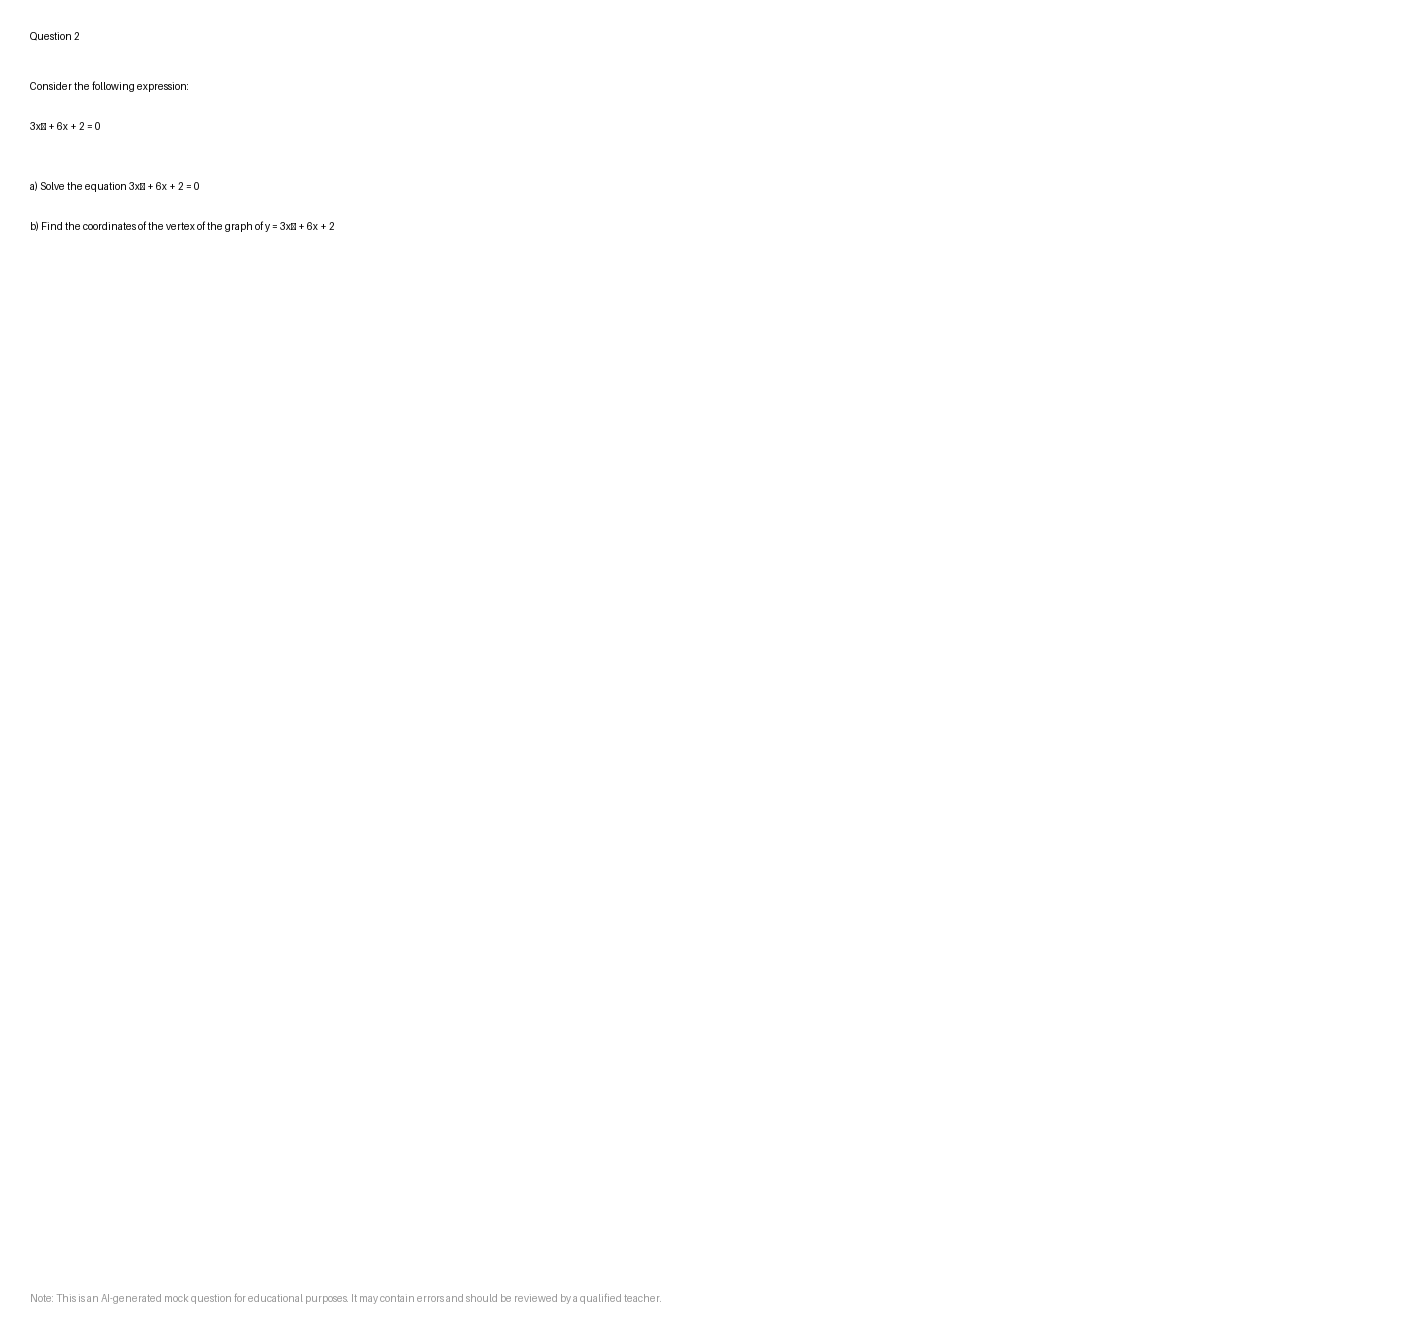 Question 2
Consider the following expression:
3x☒ + 6x + 2 = 0
a) Solve the equation 3x☒ + 6x + 2 = 0
b) Find the coordinates of the vertex of the graph of y = 3x☒ + 6x + 2
Note: This is an AI-generated mock question for educational purposes. It may contain errors and should be reviewed by a qualified teacher.